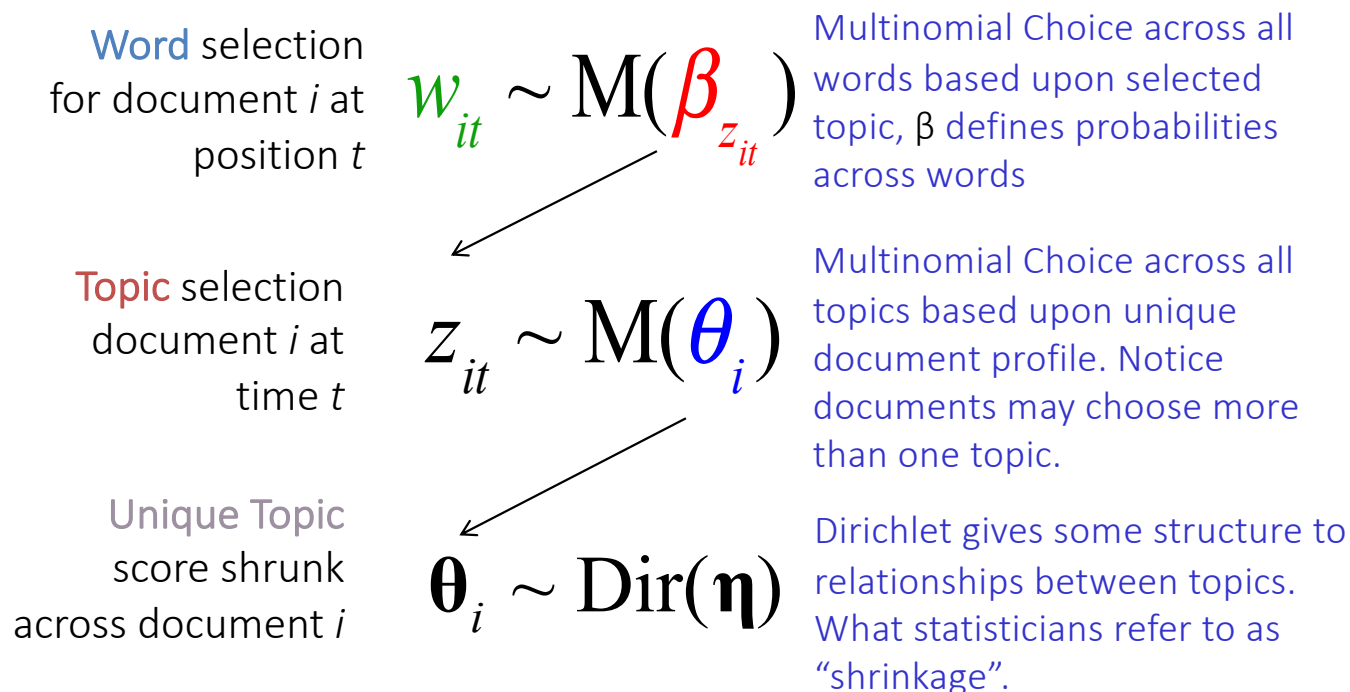 Word selection
for document i at
position t
w_it ~ M(β_z_it)
Multinomial Choice across all
words based upon selected
topic, β defines probabilities
across words
Topic selection
document i at
time t
z_it ~ M(θ_i)
Multinomial Choice across all
topics based upon unique
document profile. Notice
documents may choose more
than one topic.
Unique Topic
score shrunk
across document i
θ_i ~ Dir(η)
Dirichlet gives some structure to
relationships between topics.
What statisticians refer to as
“shrinkage”.